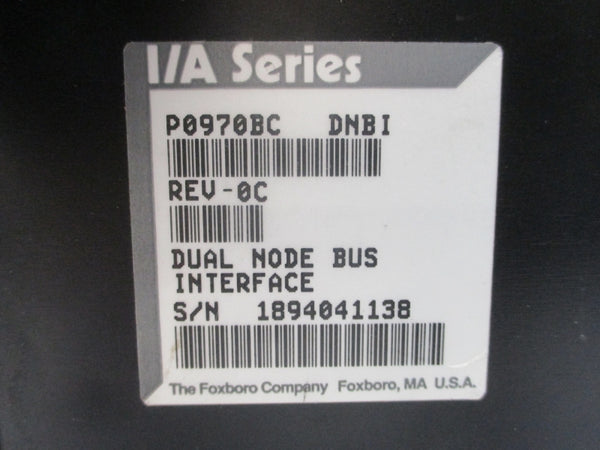 I/A Series
P0970BC DNBI
REV-0C
DUAL NODE BUS
INTERFACE
S/N 1894041138
The Foxboro Company Foxboro, MA U.S.A.